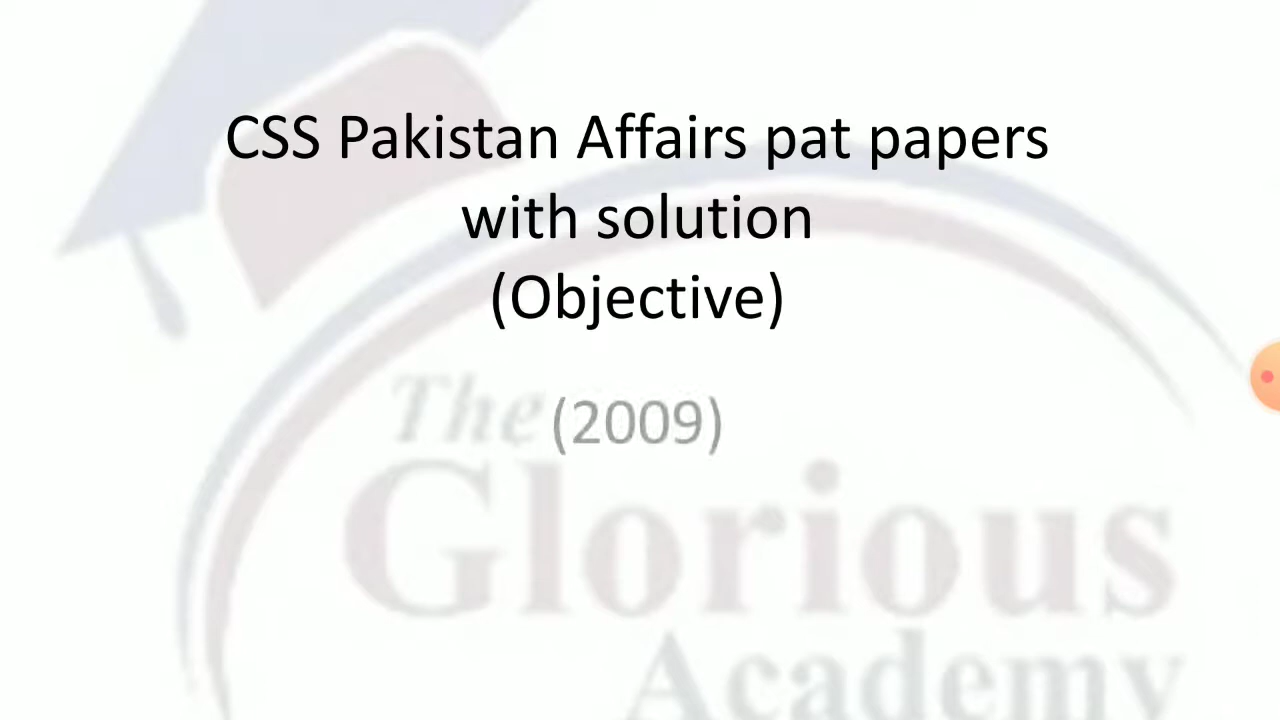 CSS Pakistan Affairs pat papers
with solution
(Objective)
The
(2009)
Glorious
Academy